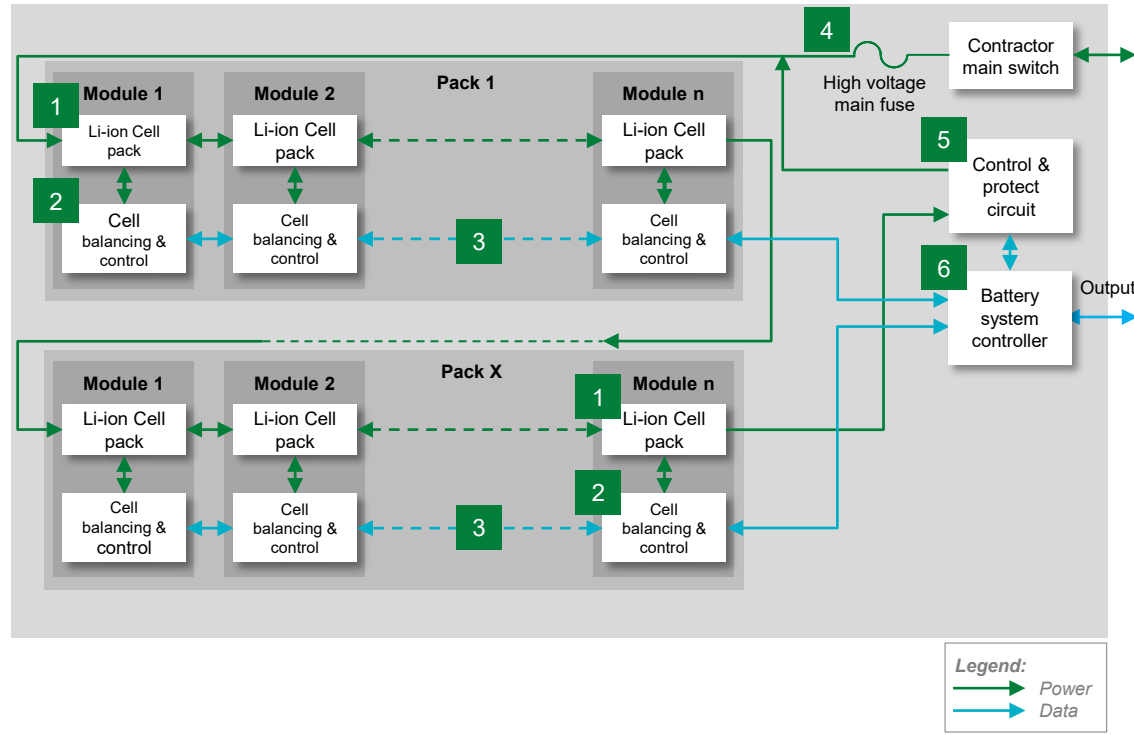 4
Contractor
main switch
High voltage
main fuse
Pack 1
Module 1
Module 2
Module n
1
Li-ion Cell
pack
Li-ion Cell
pack
Li-ion Cell
pack
5
Control &
protect
circuit
2
Cell
balancing &
control
Cell
balancing &
control
3
Cell
balancing &
control
6
Battery
system
controller
Output
Pack X
Module 1
Module 2
Module n
Li-ion Cell
pack
Li-ion Cell
pack
1
Li-ion Cell
pack
Cell
balancing &
control
Cell
balancing &
control
3
2
Cell
balancing &
control
Legend:
Power
Data